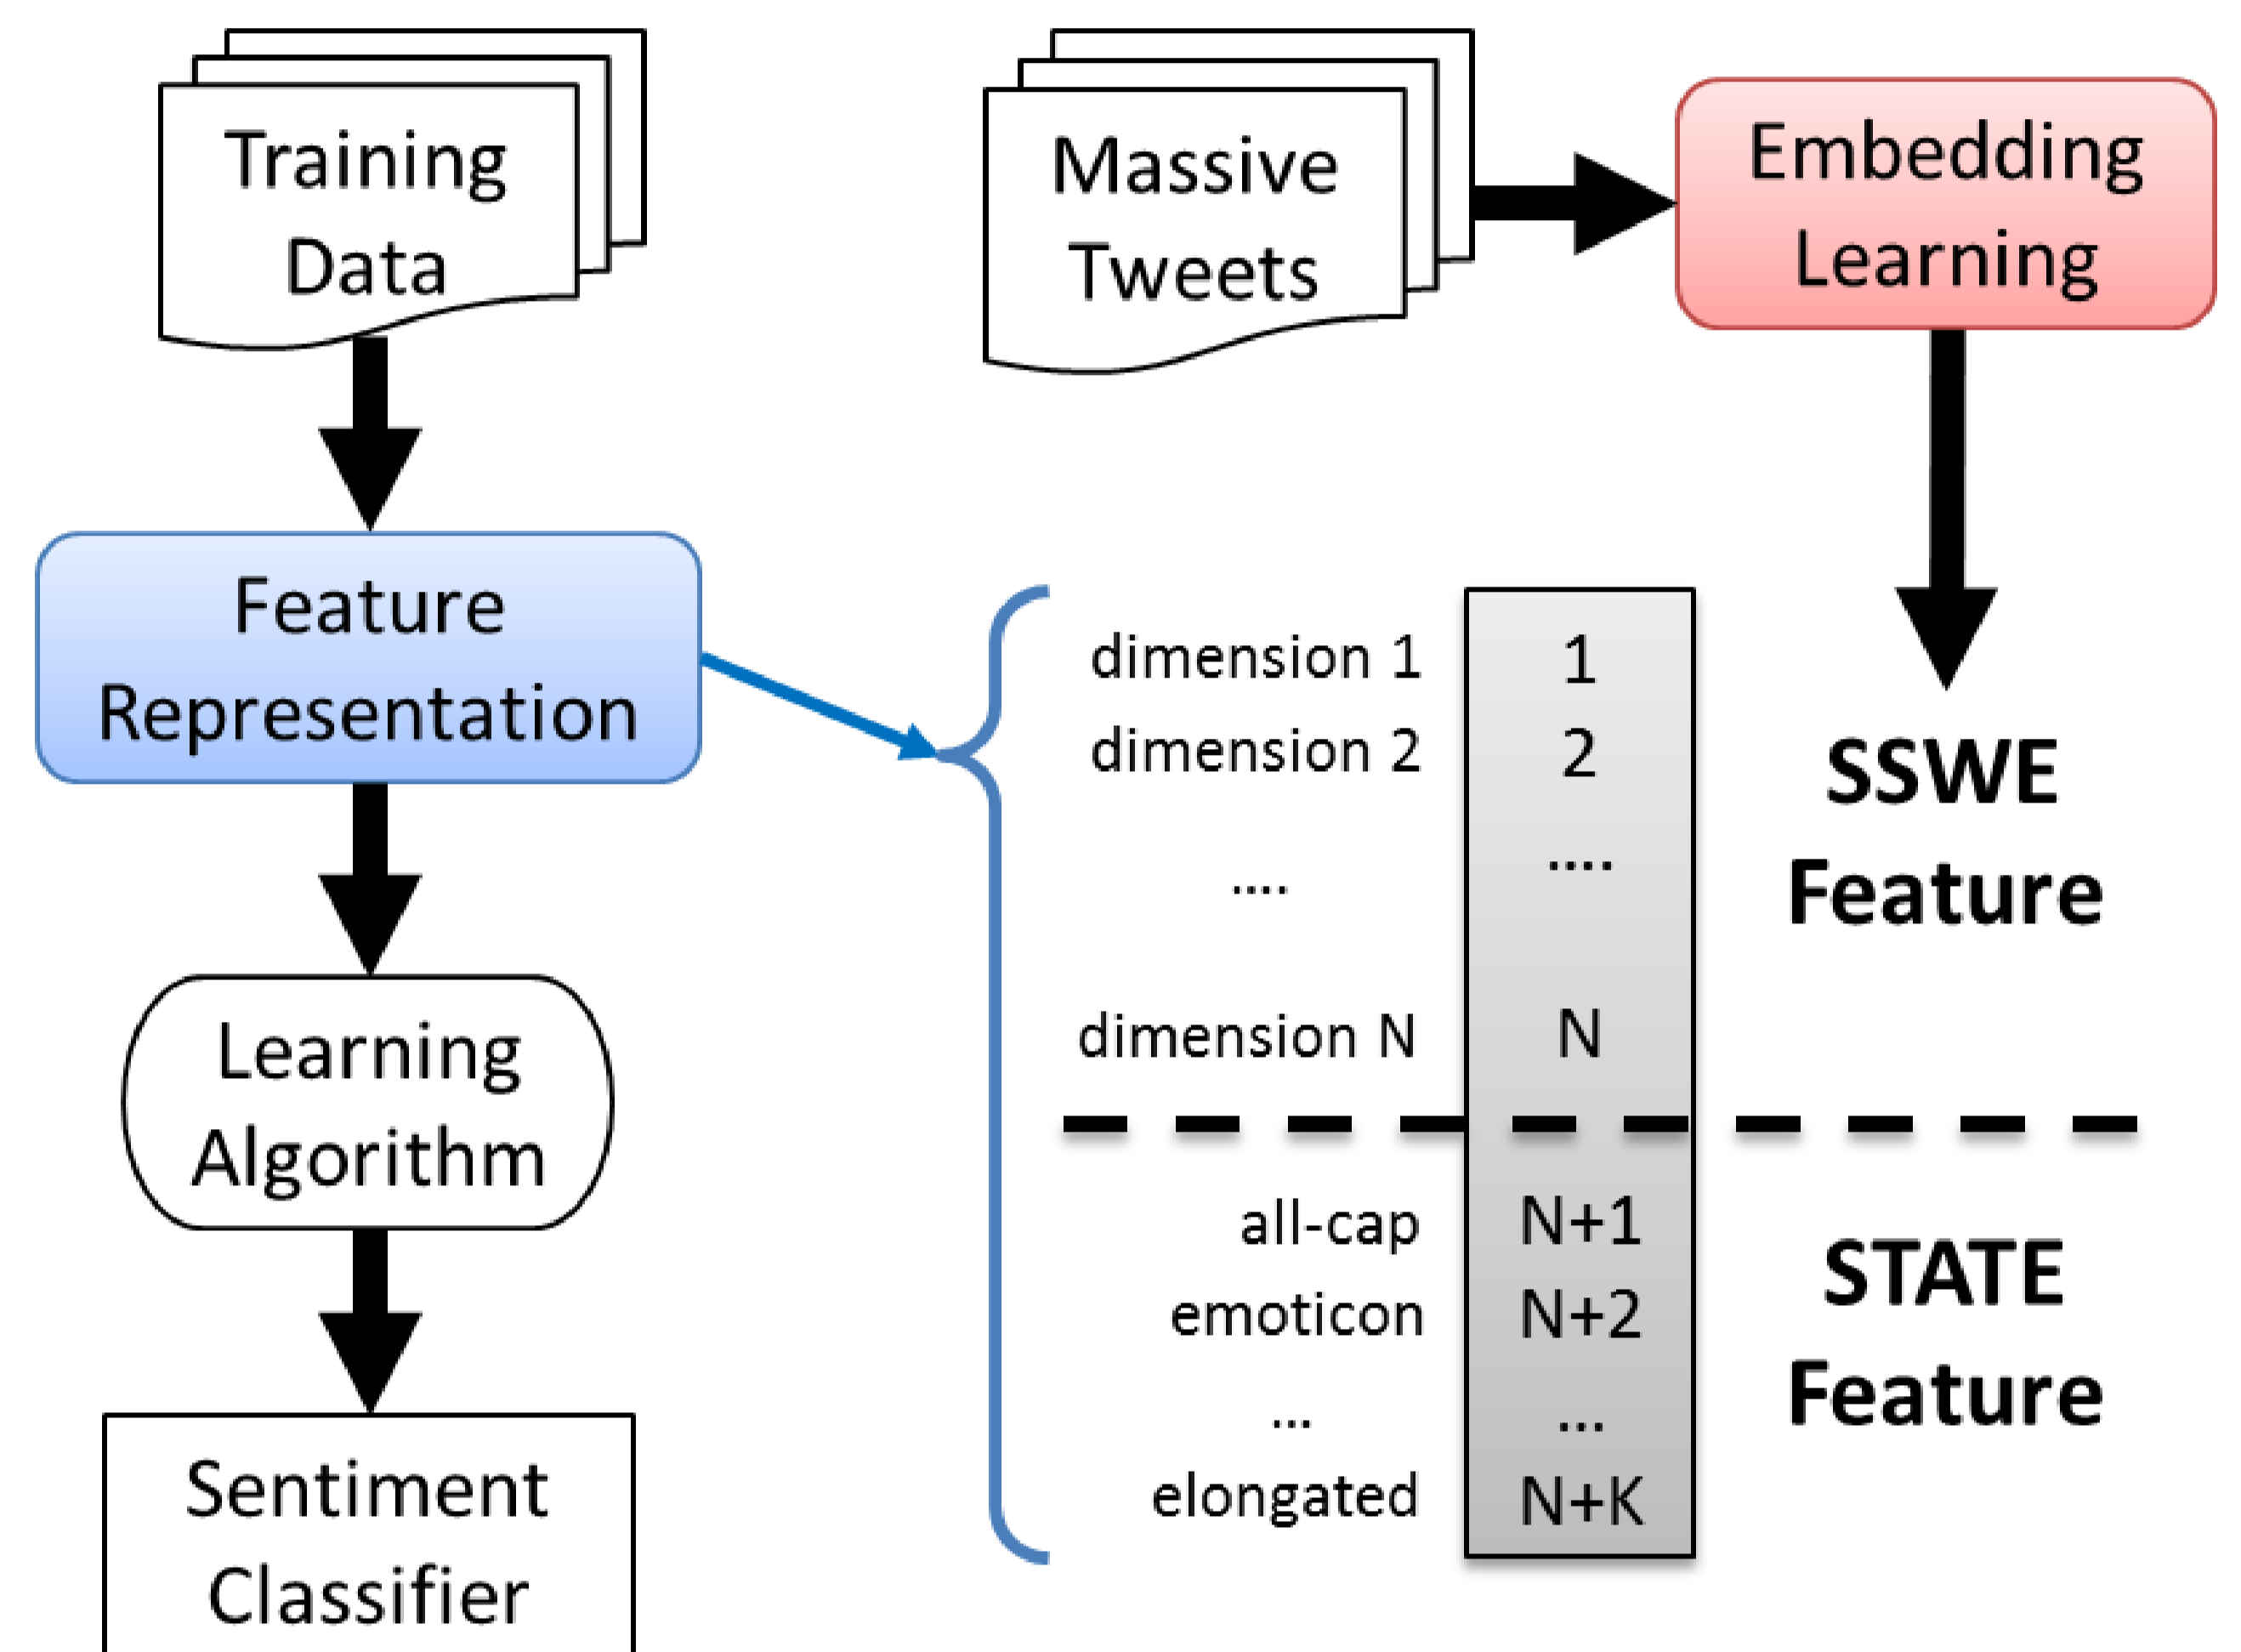 Training
Data
Massive
Tweets
Embedding
Learning
Feature
Representation
Learning
Algorithm
Sentiment
Classifier
dimension 1
1
dimension 2
2
....
....
dimension N
N
SSWE
Feature
all-cap
N+1
emoticon
N+2
...
...
elongated
N+K
STATE
Feature